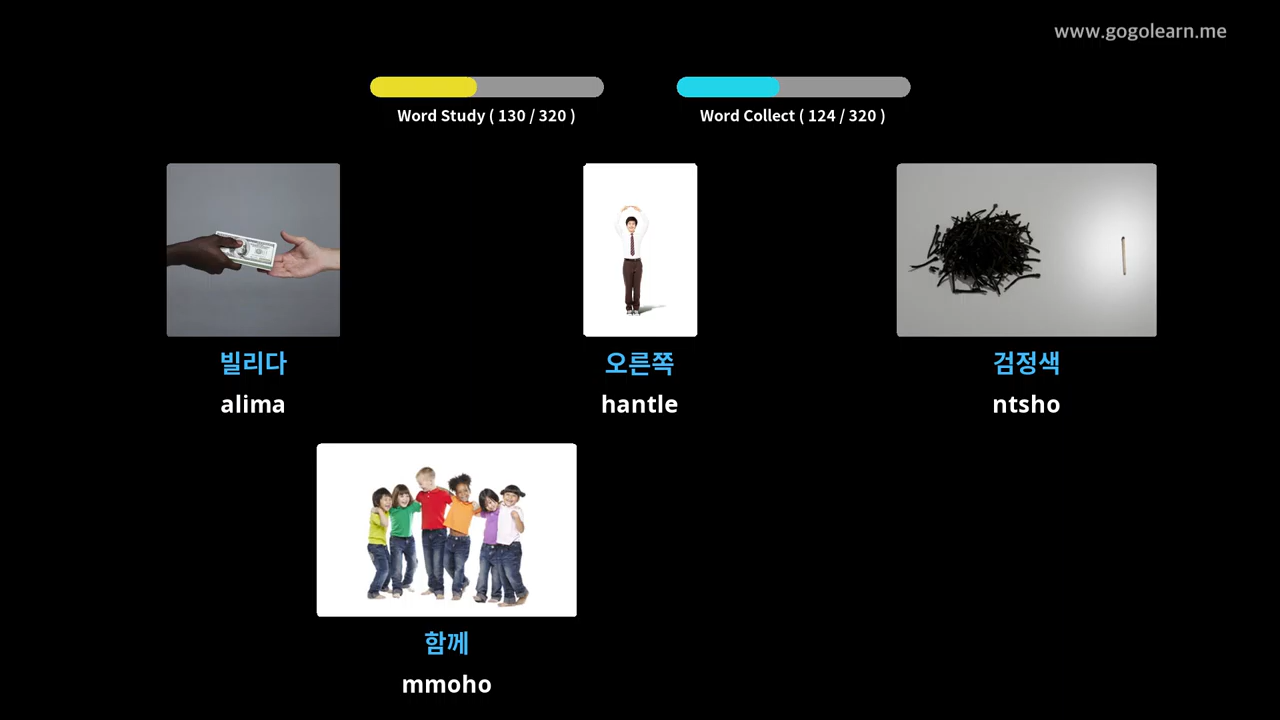 www.gogolearn.me
Word Study ( 130 / 320 )
Word Collect ( 124 / 320 )
빌리다
alima
오른쪽
hantle
검정색
ntsho
함께
mmoho